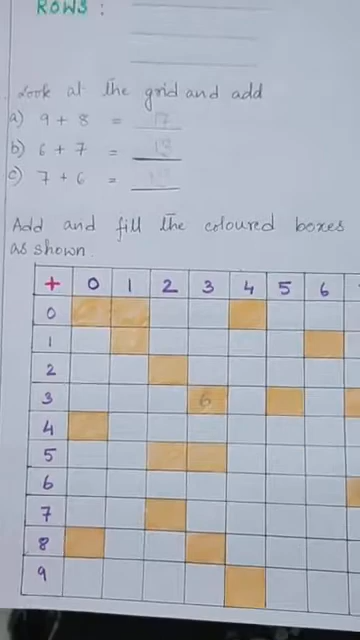 ROWS :
Look at the grid and add
a) 9 + 8 = 17
b) 6 + 7 = 13
c) 7 + 6 =
Add and fill the coloured boxes
as shown.
+ 0 1 2 3 4 5 6
0
1
2
3 6
4
5
6
7
8
9